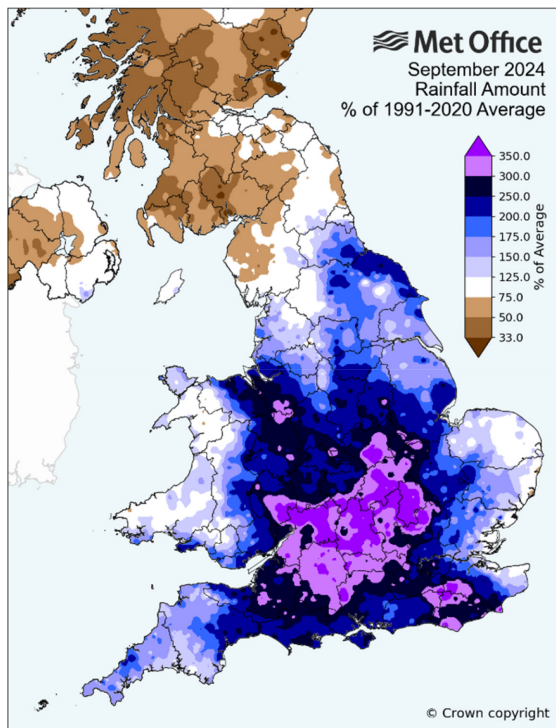 Met Office
September 2024
Rainfall Amount
% of 1991-2020 Average
350.0
300.0
250.0
200.0
175.0
150.0
125.0
75.0
50.0
33.0
% of Average
© Crown copyright